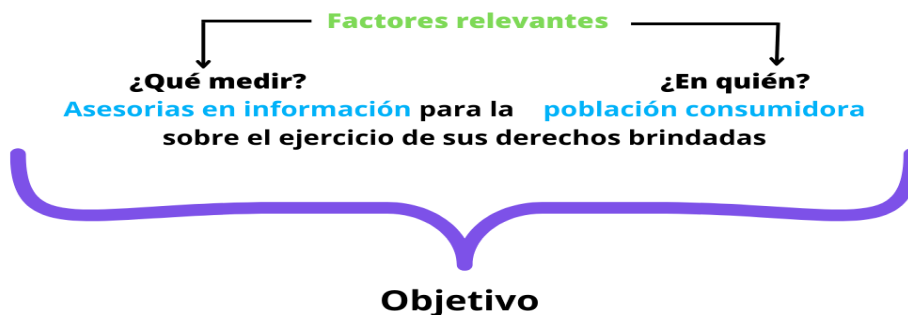 Factores relevantes
¿Qué medir? ¿En quién?
Asesorias en información para la población consumidora
sobre el ejercicio de sus derechos brindadas
Objetivo